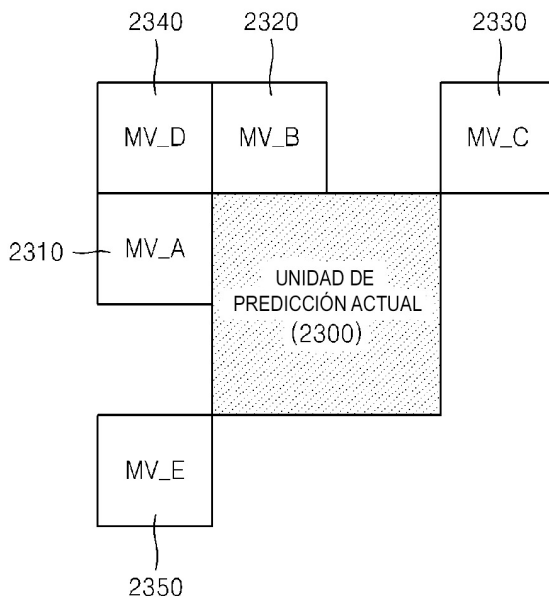 2340 2320 2330
MV_D MV_B MV_C
2310 MV_A
UNIDAD DE
PREDICCIÓN ACTUAL
(2300)
MV_E
2350